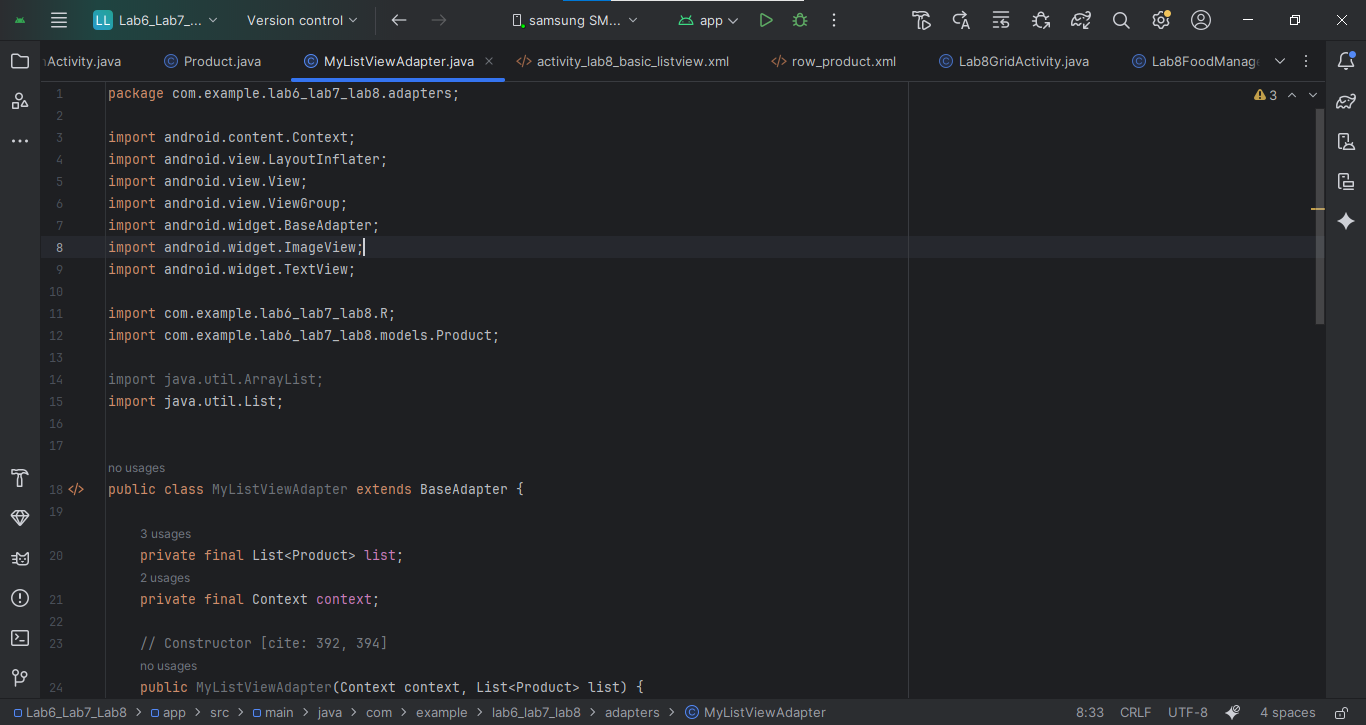 LL Lab6_Lab7_... Version control samsung SM... app
nActivity.java Product.java MyListViewAdapter.java activity_lab8_basic_listview.xml row_product.xml Lab8GridActivity.java Lab8FoodManage
1 package com.example.lab6_lab7_lab8.adapters; 3
2
3 import android.content.Context;
4 import android.view.LayoutInflater;
5 import android.view.View;
6 import android.view.ViewGroup;
7 import android.widget.BaseAdapter;
8 import android.widget.ImageView;
9 import android.widget.TextView;
10
11 import com.example.lab6_lab7_lab8.R;
12 import com.example.lab6_lab7_lab8.models.Product;
13
14 import java.util.ArrayList;
15 import java.util.List;
16
17
no usages
18 public class MyListViewAdapter extends BaseAdapter {
19
3 usages
20 private final List<Product> list;
2 usages
21 private final Context context;
22
23 // Constructor [cite: 392, 394]
no usages
24 public MyListViewAdapter(Context context, List<Product> list) {
Lab6_Lab7_Lab8 > app > src > main > java > com > example > lab6_lab7_lab8 > adapters > MyListViewAdapter 8:33 CRLF UTF-8 4 spaces